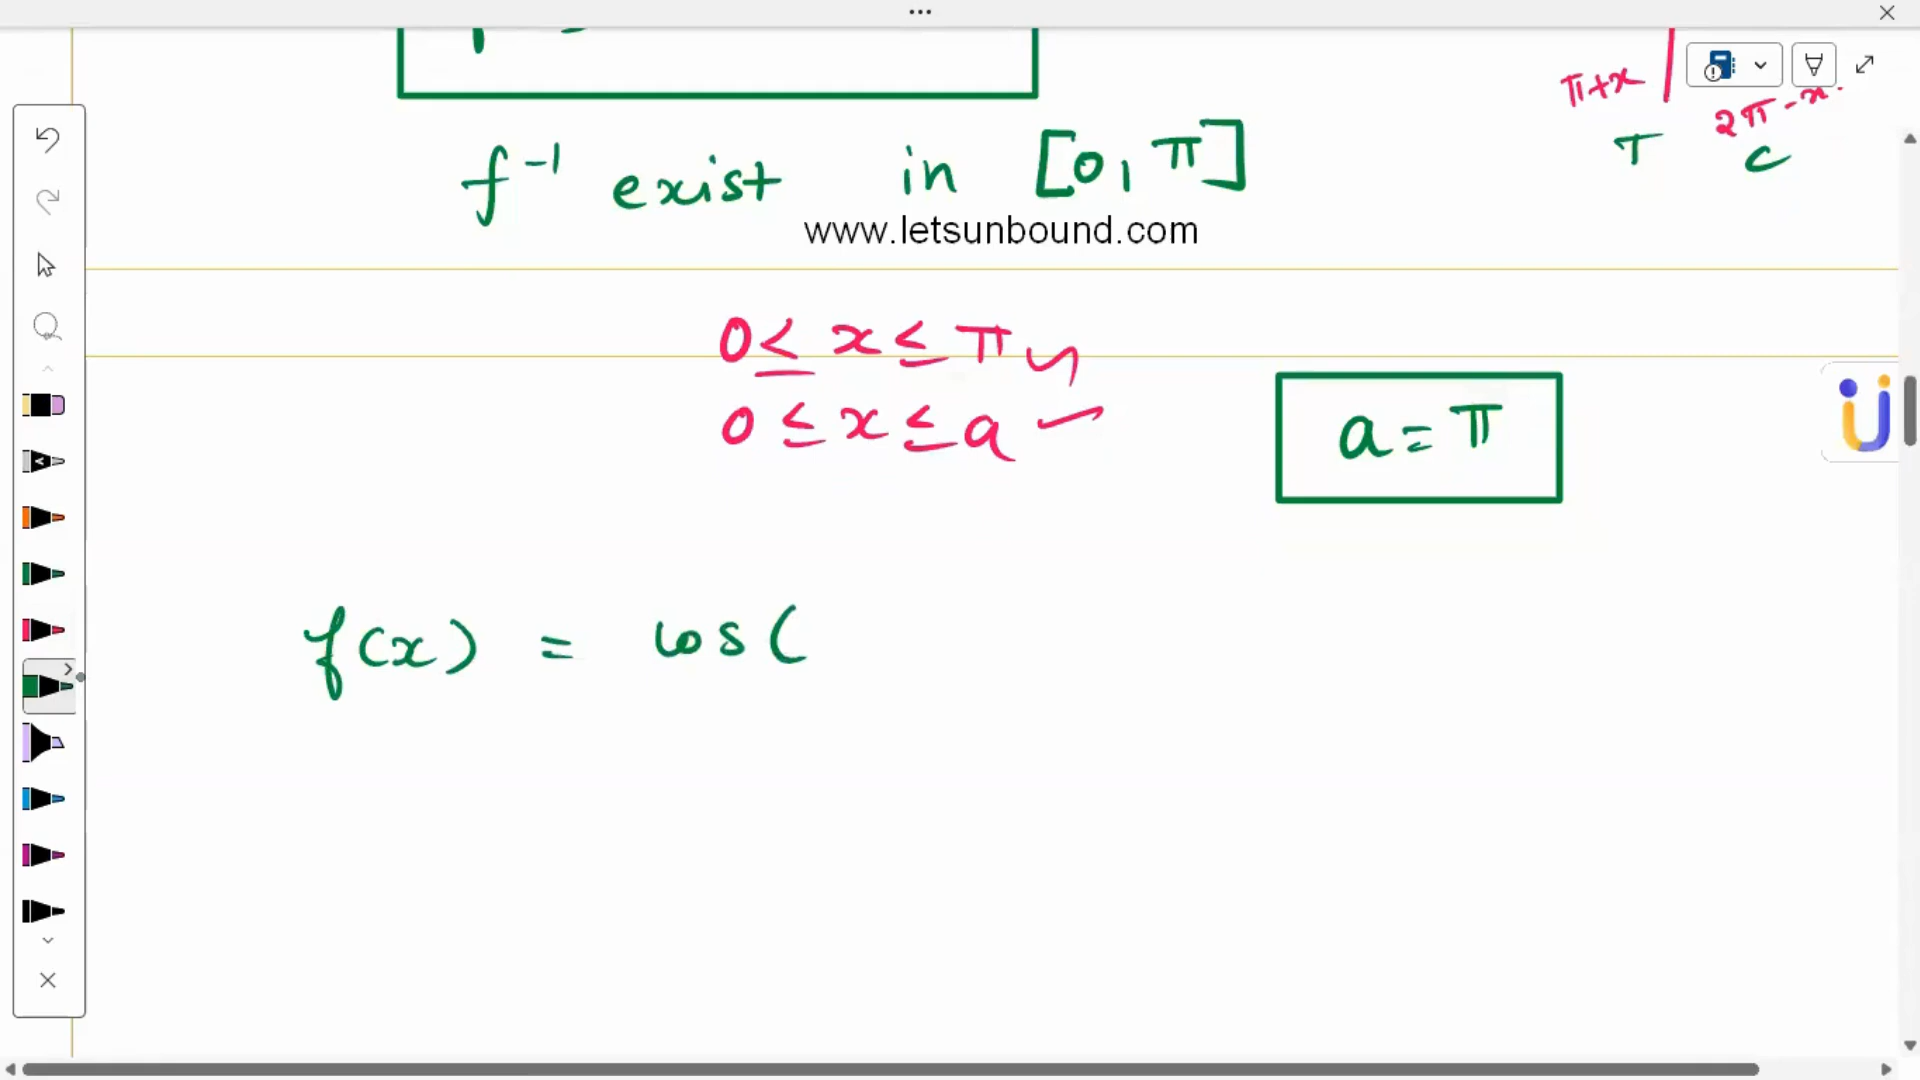 π+x
2π-x.
T C
f⁻¹ exist in [0, π]
www.letsunbound.com
0 ≤ x ≤ π
0 ≤ x ≤ a
a = π
f(x) = cos(